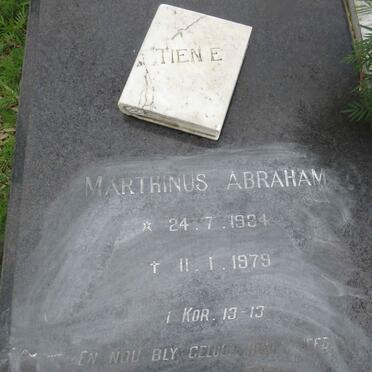 TIEN E
MARTHINUS ABRAHAM
☆ 24.7.1934
✝ 11.1.1979
1 KOR. 13-13
EN NOU BLY GELOOF